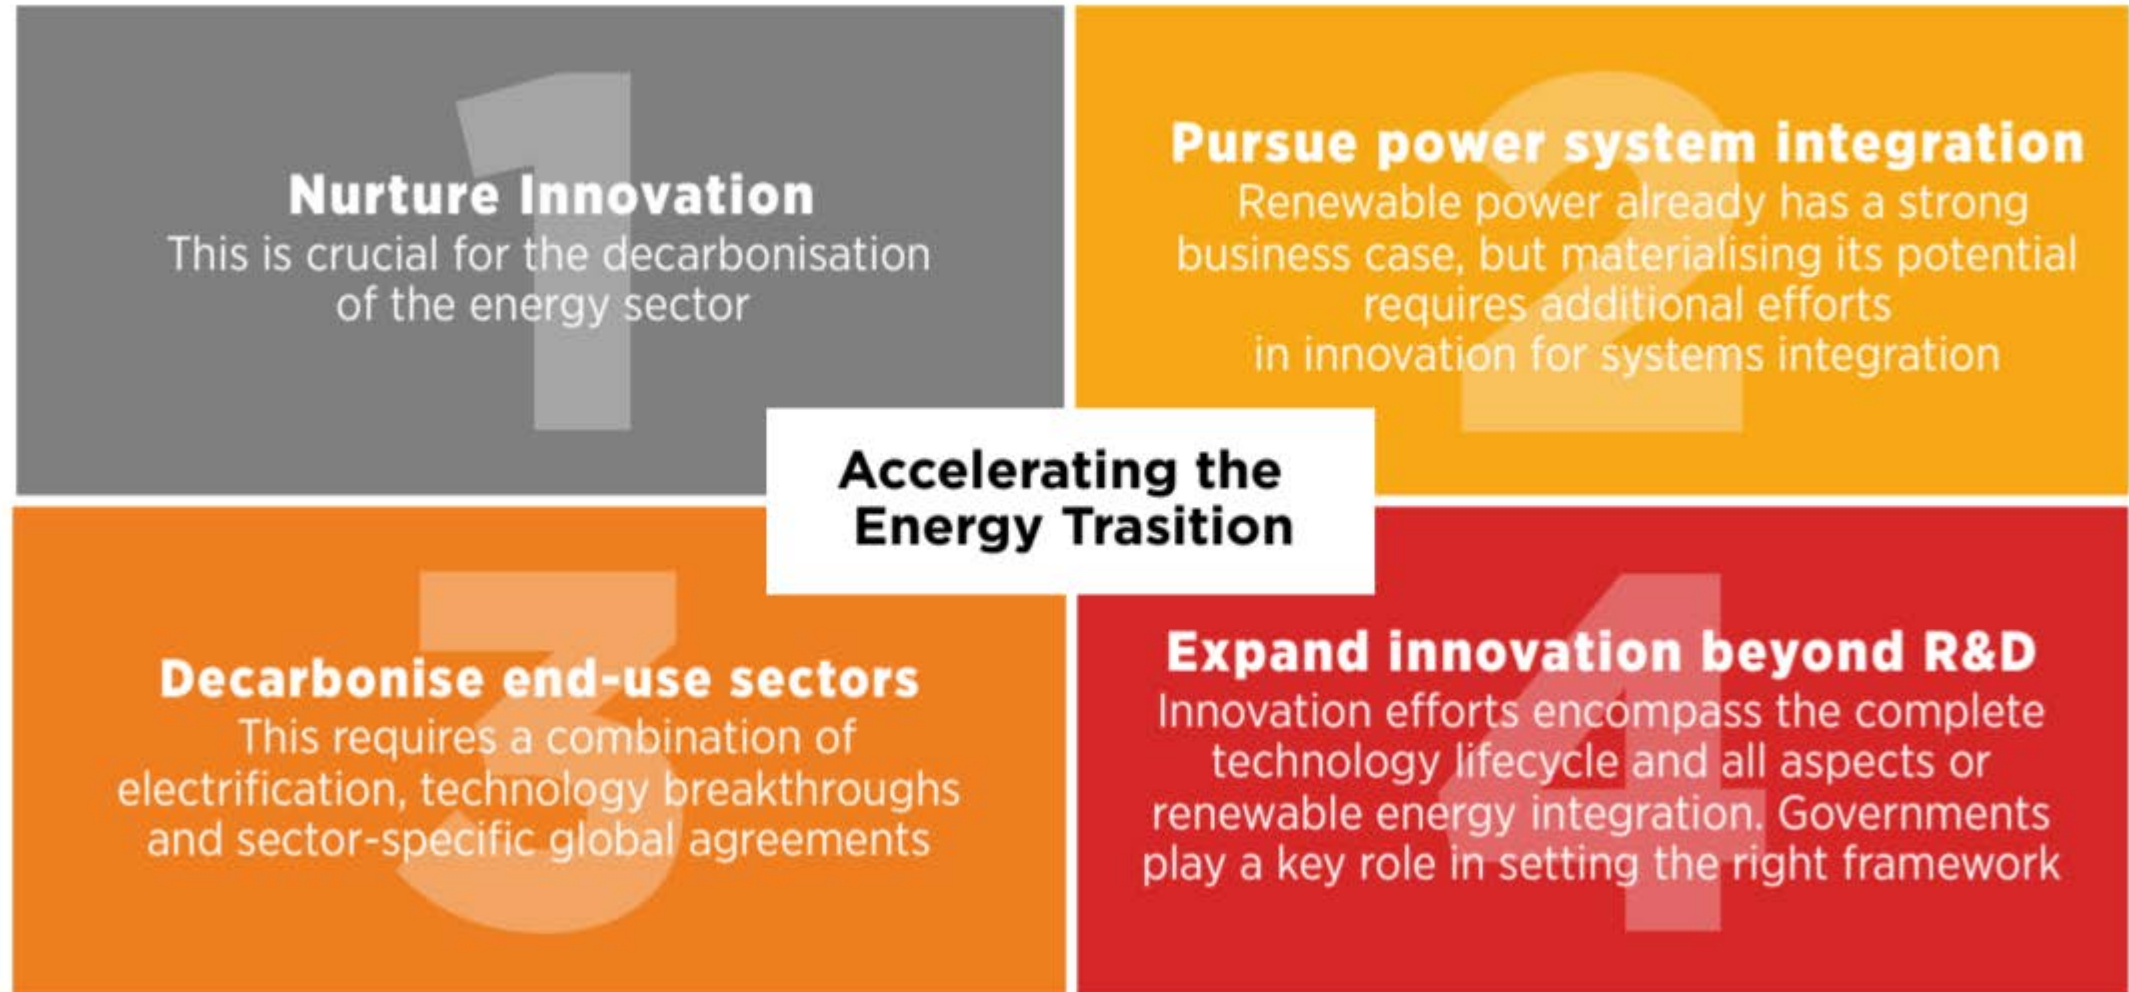 1
Nurture Innovation
This is crucial for the decarbonisation
of the energy sector
2
Pursue power system integration
Renewable power already has a strong
business case, but materialising its potential
requires additional efforts
in innovation for systems integration
Accelerating the
Energy Trasition
3
Decarbonise end-use sectors
This requires a combination of
electrification, technology breakthroughs
and sector-specific global agreements
4
Expand innovation beyond R&D
Innovation efforts encompass the complete
technology lifecycle and all aspects or
renewable energy integration. Governments
play a key role in setting the right framework